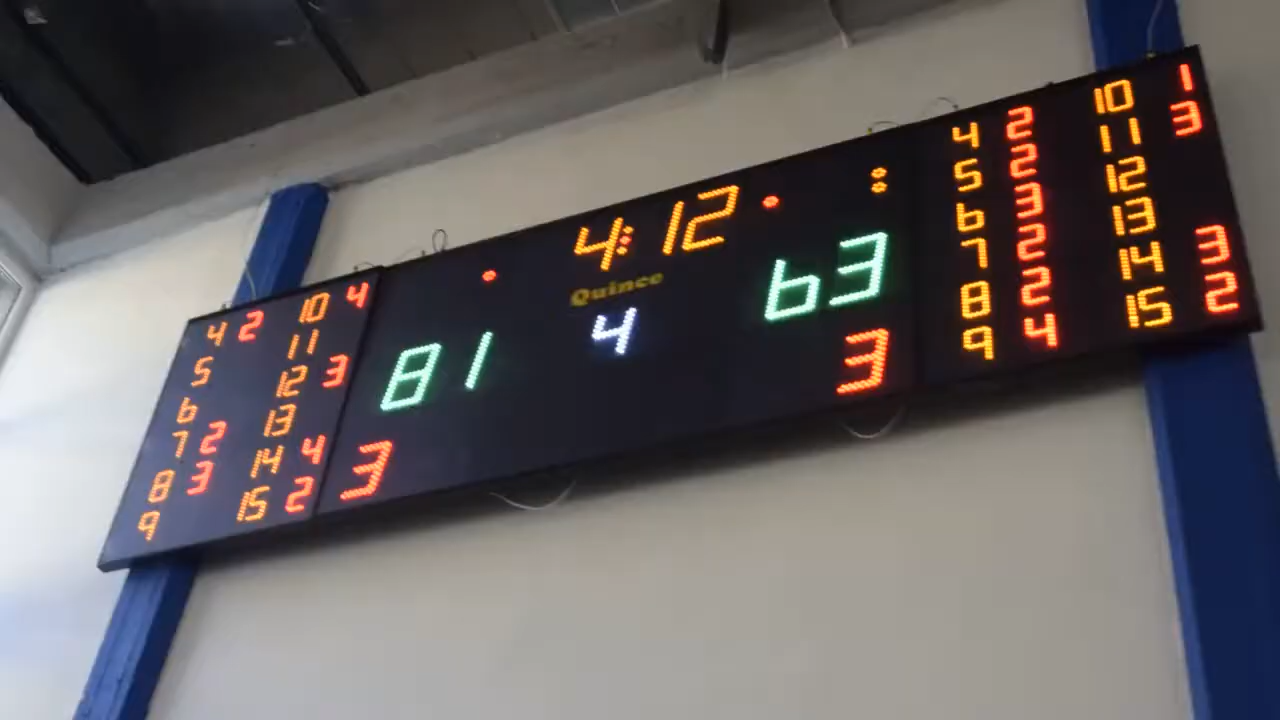 4 2 10 4
5 11
6 12 3
7 2 13
8 3 14 4
9 15 2
4:12
Quince
81 4 63
3 3
4 2 10 1
5 2 11 3
6 3 12
7 2 13
8 2 14 3
9 4 15 2